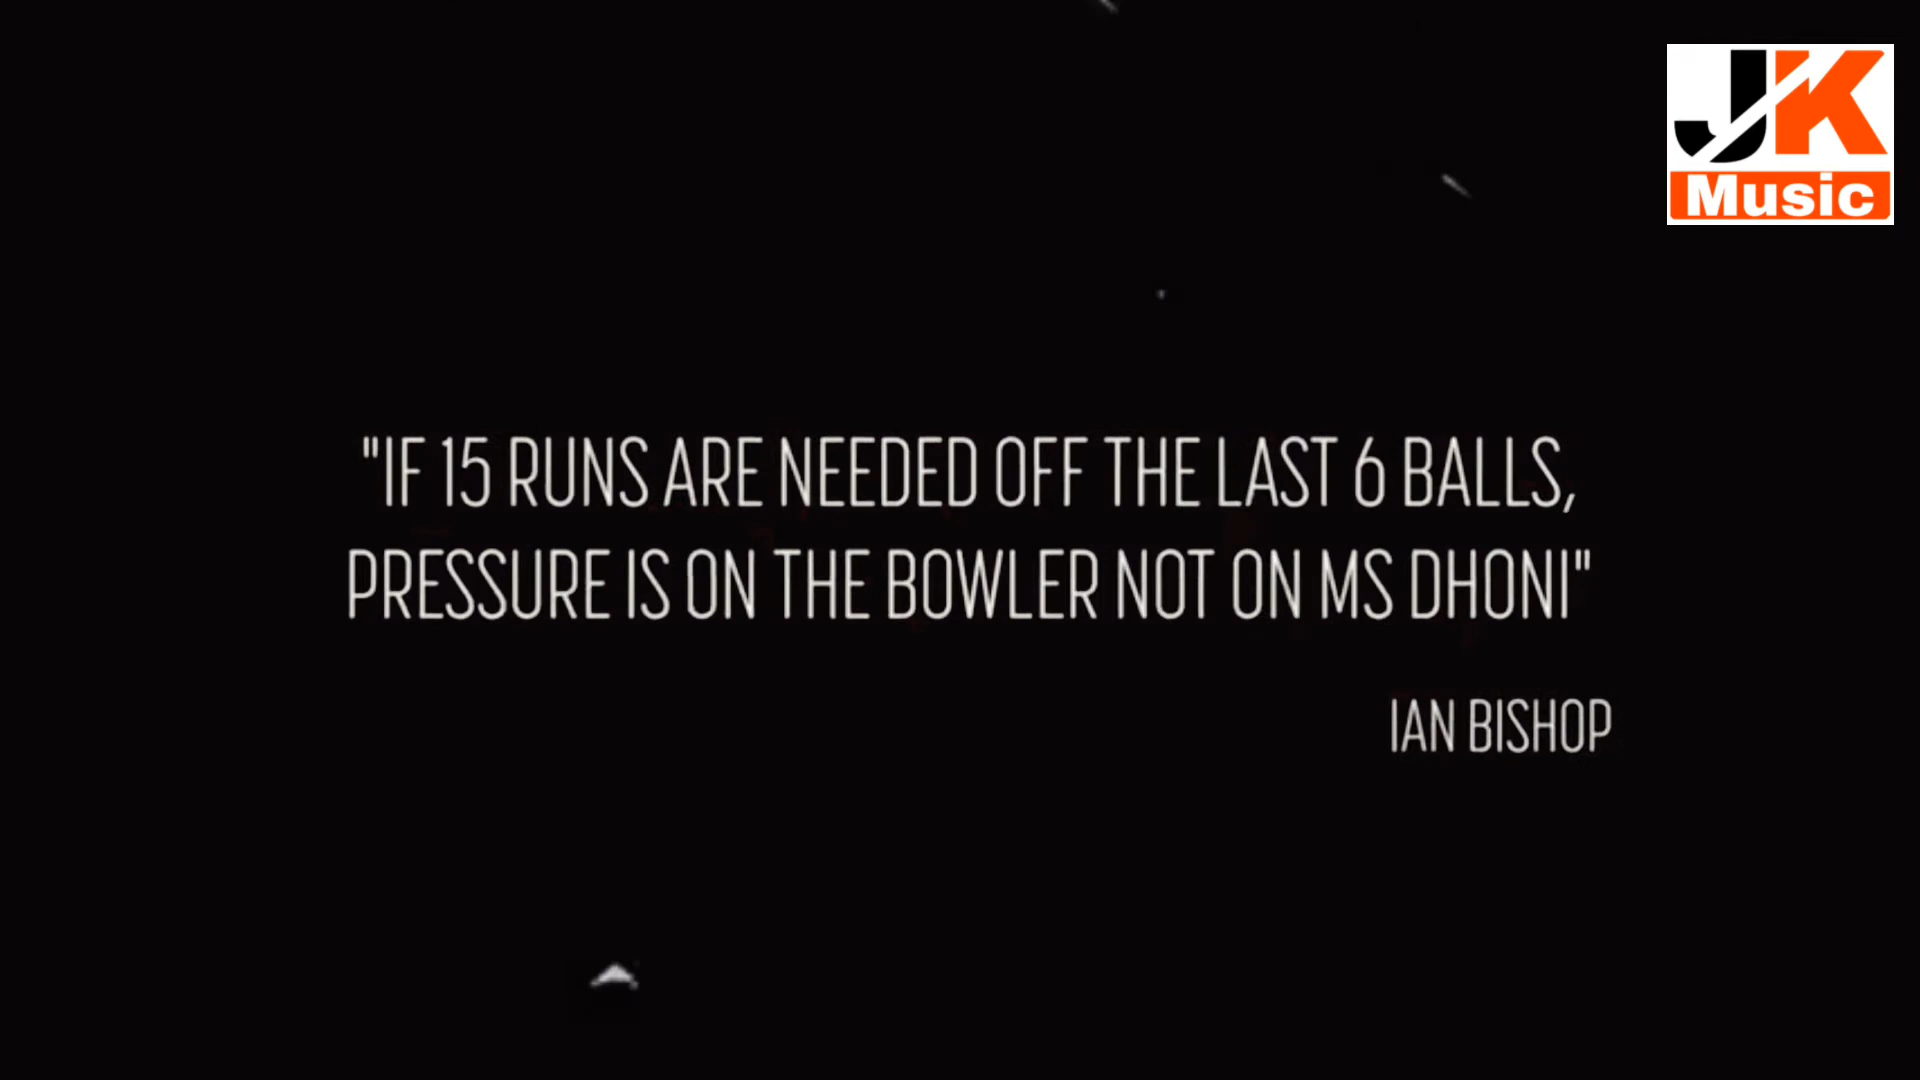 JK
Music
"IF 15 RUNS ARE NEEDED OFF THE LAST 6 BALLS,
PRESSURE IS ON THE BOWLER NOT ON MS DHONI"
IAN BISHOP